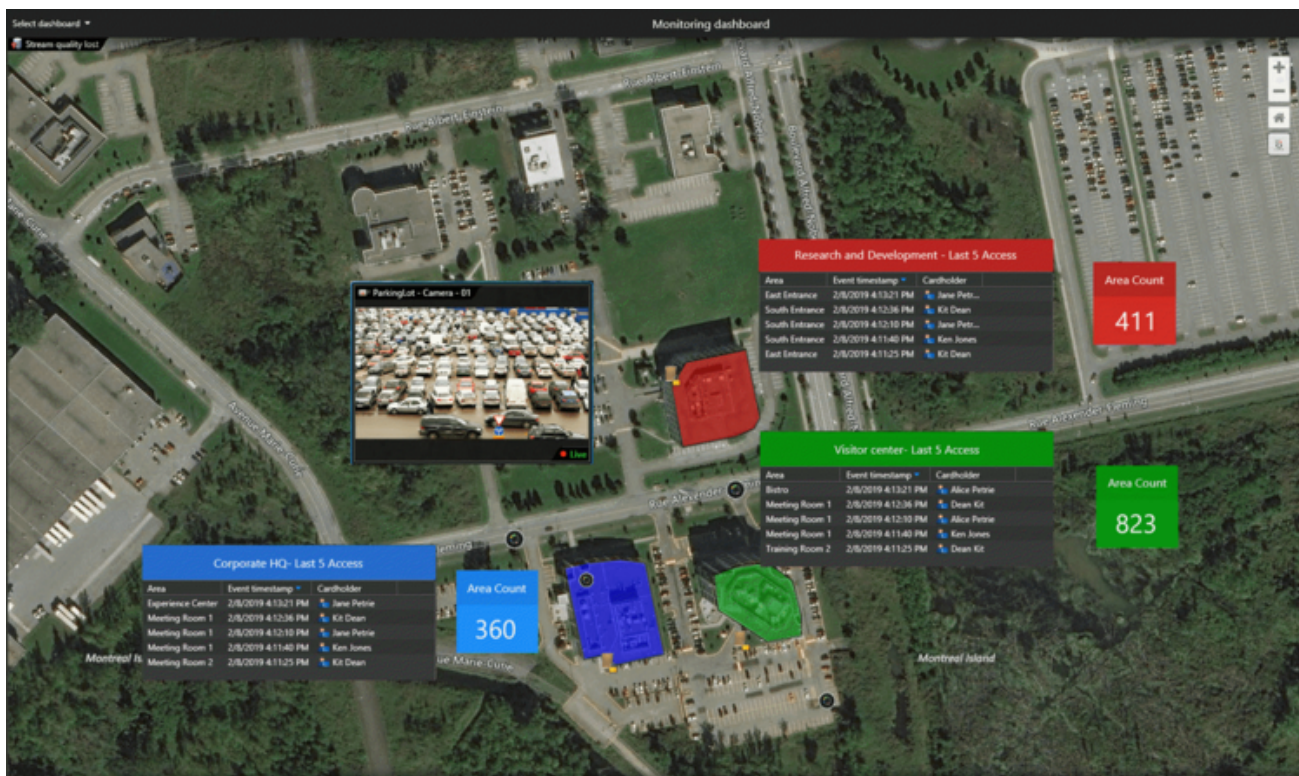 Select dashboard
Monitoring dashboard
Stream quality lost
Rue Albert Einstein
Rue Albert Einstein
Boulevard Alfred Nobel
ParkingLot - Camera - 01
Live
Research and Development - Last 5 Access
Area Event timestamp Cardholder
East Entrance 2/8/2019 4:13:21 PM Jane Petr...
South Entrance 2/8/2019 4:12:36 PM Kit Dean
South Entrance 2/8/2019 4:12:10 PM Jane Petr...
South Entrance 2/8/2019 4:11:40 PM Ken Jones
East Entrance 2/8/2019 4:11:25 PM Kit Dean
Area Count
411
Avenue Marie-Curie
Rue Alexander Fleming
Visitor center- Last 5 Access
Area Event timestamp Cardholder
Bistro 2/8/2019 4:13:21 PM Alice Petrie
Meeting Room 1 2/8/2019 4:12:36 PM Dean Kit
Meeting Room 1 2/8/2019 4:12:10 PM Alice Petrie
Meeting Room 1 2/8/2019 4:11:40 PM Ken Jones
Training Room 2 2/8/2019 4:11:25 PM Dean Kit
Area Count
823
Rue Alexender Fleming
Corporate HQ- Last 5 Access
Area Event timestamp Cardholder
Experience Center 2/8/2019 4:13:21 PM Jane Petrie
Meeting Room 1 2/8/2019 4:12:36 PM Kit Dean
Meeting Room 1 2/8/2019 4:12:10 PM Jane Petrie
Meeting Room 1 2/8/2019 4:11:40 PM Ken Jones
Meeting Room 2 2/8/2019 4:11:25 PM Kit Dean
Area Count
360
Montreal
Montreal Island